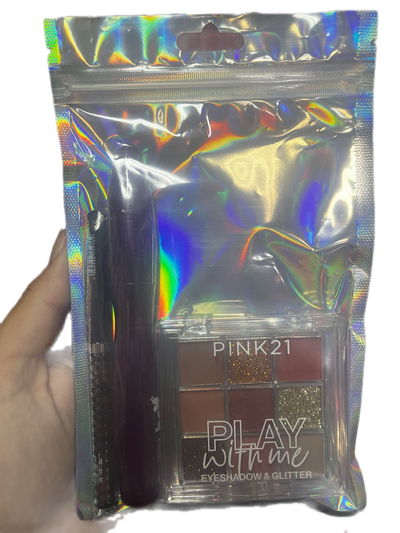 PINK21
PLAY
with me
EYESHADOW & GLITTER